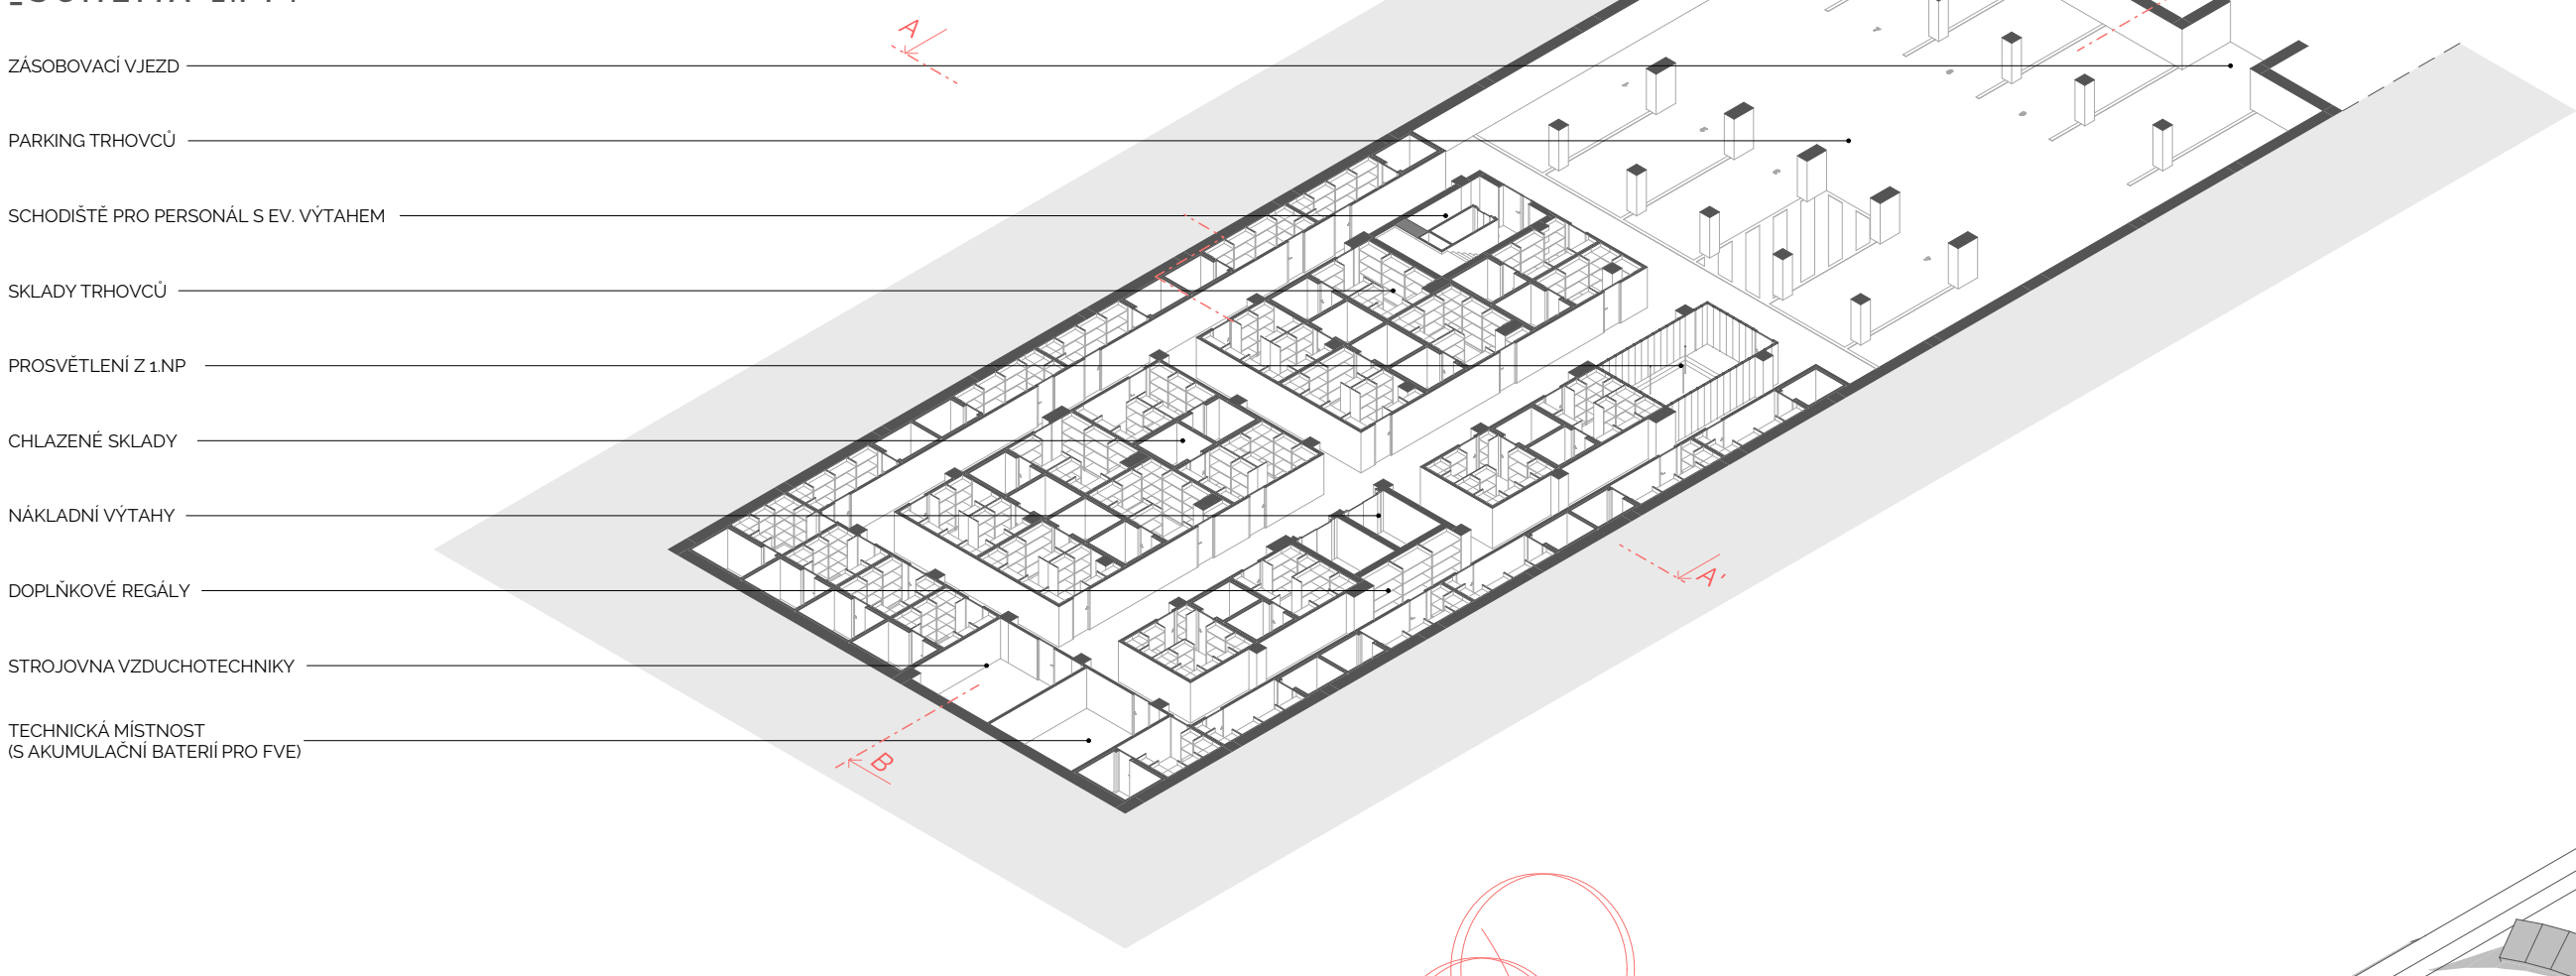 ZÁSOBOVACÍ VJEZD
PARKING TRHOVCŮ
SCHODIŠTĚ PRO PERSONÁL S EV. VÝTAHEM
SKLADY TRHOVCŮ
PROSVĚTLENÍ Z 1.NP
CHLAZENÉ SKLADY
NÁKLADNÍ VÝTAHY
DOPLŇKOVÉ REGÁLY
STROJOVNA VZDUCHOTECHNIKY
TECHNICKÁ MÍSTNOST
(S AKUMULAČNÍ BATERIÍ PRO FVE)
A
A'
B